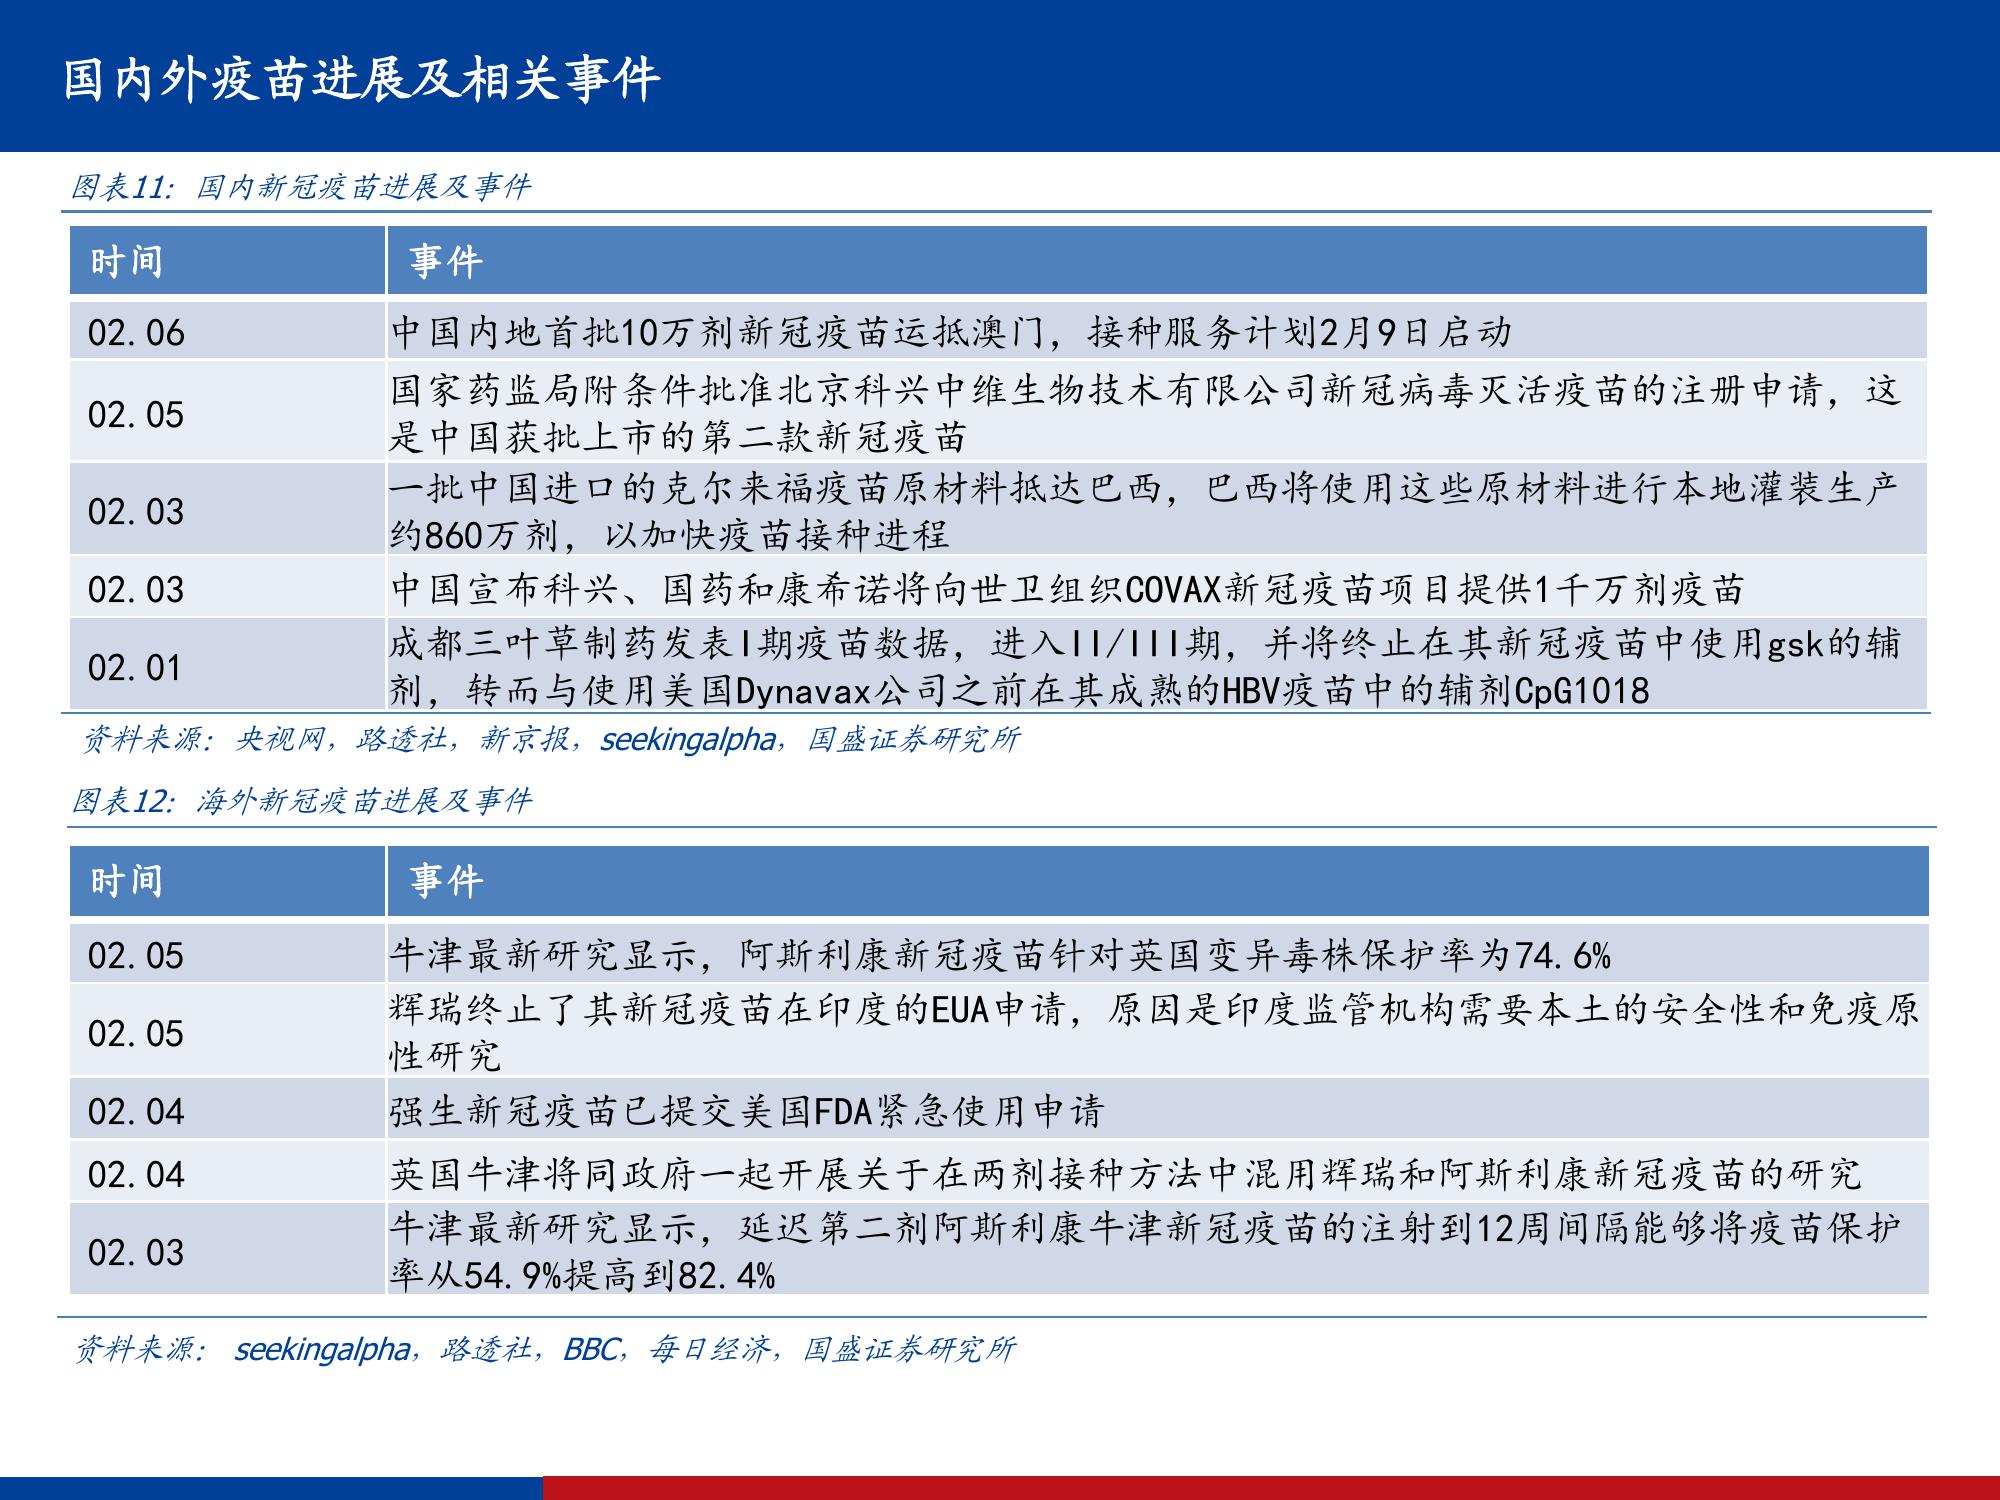 国内外疫苗进展及相关事件
图表11：国内新冠疫苗进展及事件
时间 事件
02.06 中国内地首批10万剂新冠疫苗运抵澳门，接种服务计划2月9日启动
02.05 国家药监局附条件批准北京科兴中维生物技术有限公司新冠病毒灭活疫苗的注册申请，这
是中国获批上市的第二款新冠疫苗
02.03 一批中国进口的克尔来福疫苗原材料抵达巴西，巴西将使用这些原材料进行本地灌装生产
约860万剂，以加快疫苗接种进程
02.03 中国宣布科兴、国药和康希诺将向世卫组织COVAX新冠疫苗项目提供1千万剂疫苗
02.01 成都三叶草制药发表I期疫苗数据，进入II/III期，并将终止在其新冠疫苗中使用gsk的辅
剂，转而与使用美国Dynavax公司之前在其成熟的HBV疫苗中的辅剂CpG1018
资料来源：央视网，路透社，新京报，seekingalpha，国盛证券研究所
图表12：海外新冠疫苗进展及事件
时间 事件
02.05 牛津最新研究显示，阿斯利康新冠疫苗针对英国变异毒株保护率为74.6%
02.05 辉瑞终止了其新冠疫苗在印度的EUA申请，原因是印度监管机构需要本土的安全性和免疫原
性研究
02.04 强生新冠疫苗已提交美国FDA紧急使用申请
02.04 英国牛津将同政府一起开展关于在两剂接种方法中混用辉瑞和阿斯利康新冠疫苗的研究
02.03 牛津最新研究显示，延迟第二剂阿斯利康牛津新冠疫苗的注射到12周间隔能够将疫苗保护
率从54.9%提高到82.4%
资料来源： seekingalpha，路透社，BBC，每日经济，国盛证券研究所